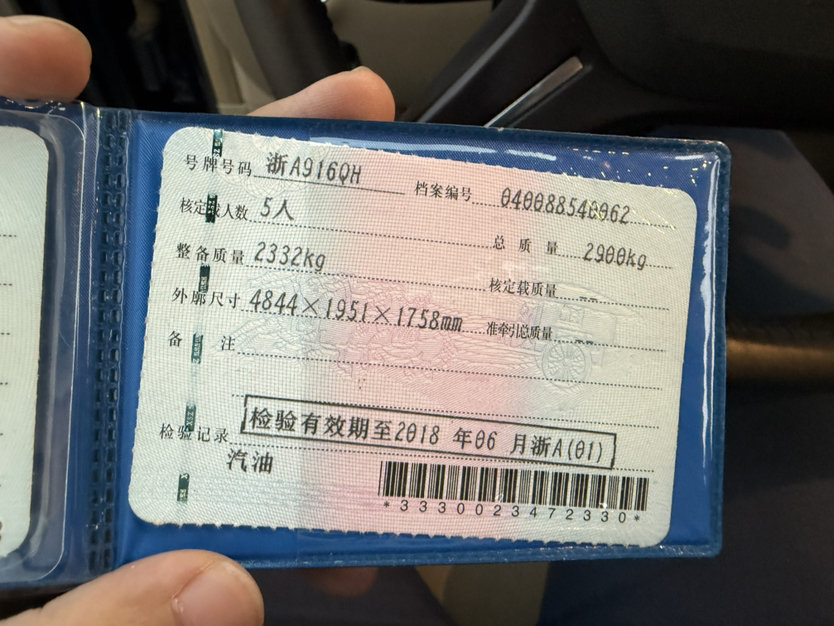 号牌号码 浙A916QH 档案编号 040088540062
核定载人数 5人 总质量 2900kg
整备质量 2332kg 核定载质量 --
外廓尺寸 4844×1951×1758mm 准牵引总质量 --
备注
检验记录 检验有效期至2018年06月浙A(01)
汽油
*3330023472330*